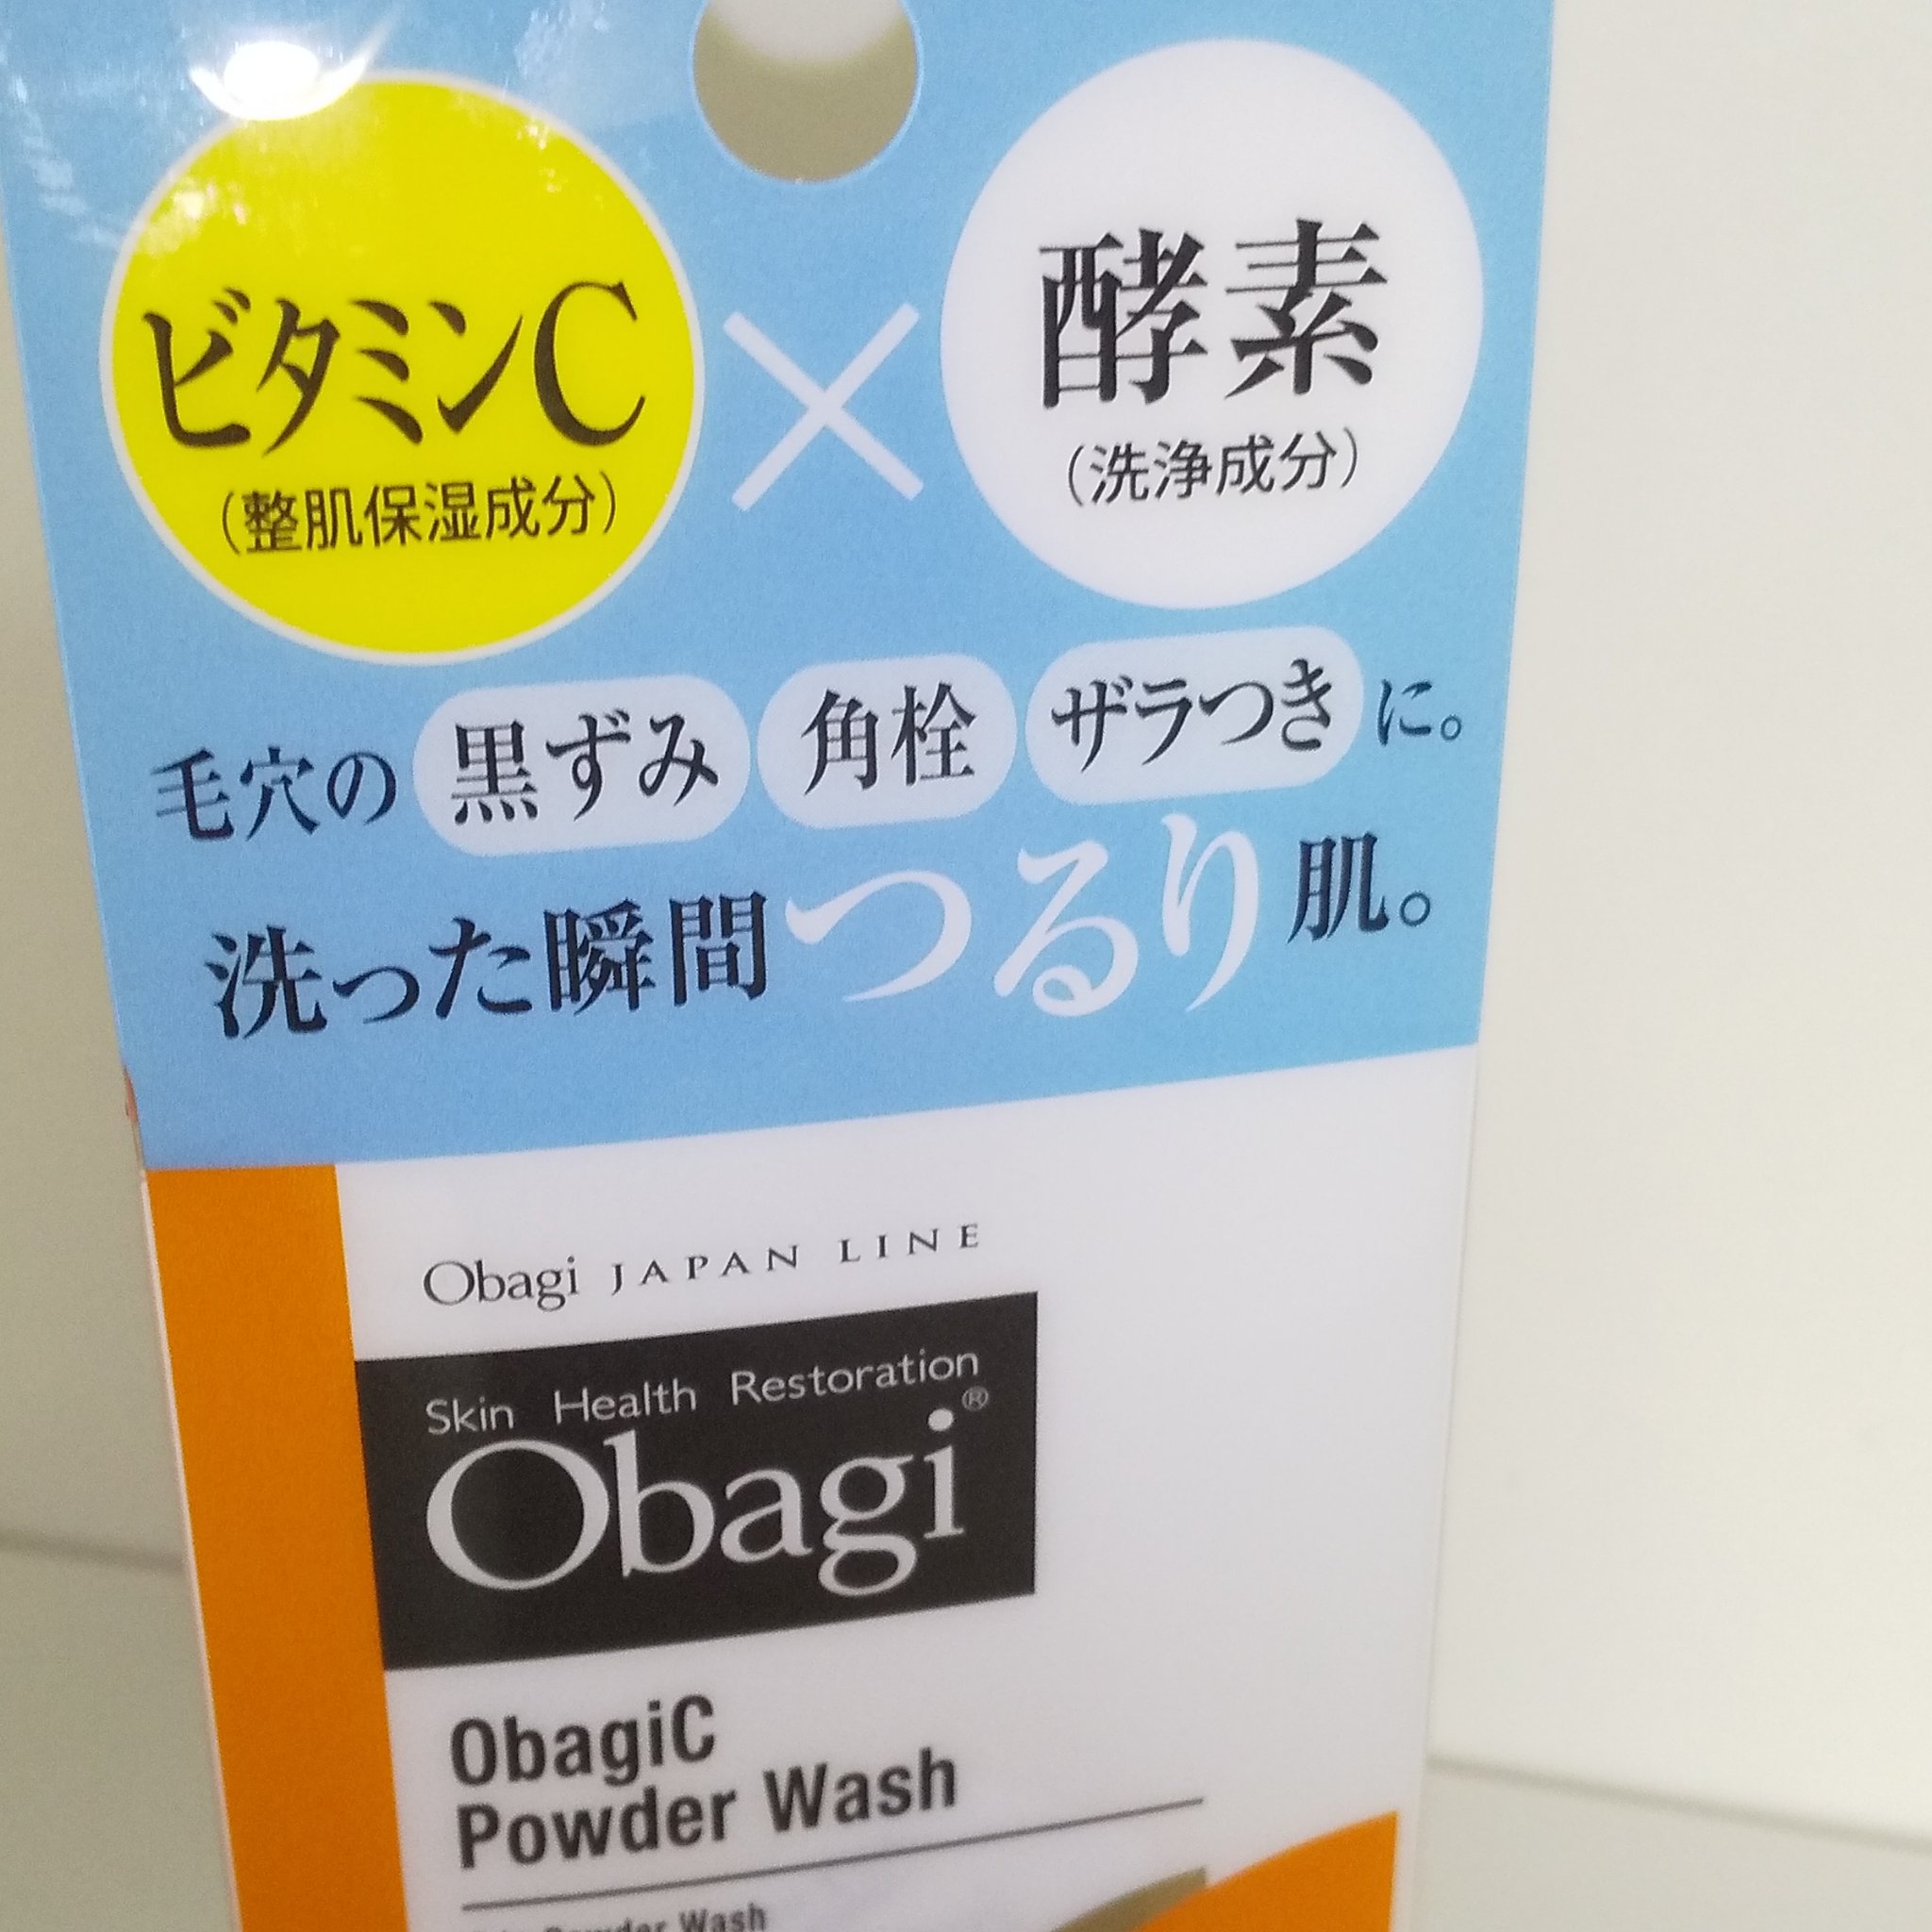 ビタミンC
(整肌保湿成分)
×
酵素
(洗浄成分)
毛穴の 黒ずみ 角栓 ザラつき に。
洗った瞬間つるり肌。
Obagi JAPAN LINE
Skin Health Restoration
Obagi®
ObagiC
Powder Wash
Powder Wash